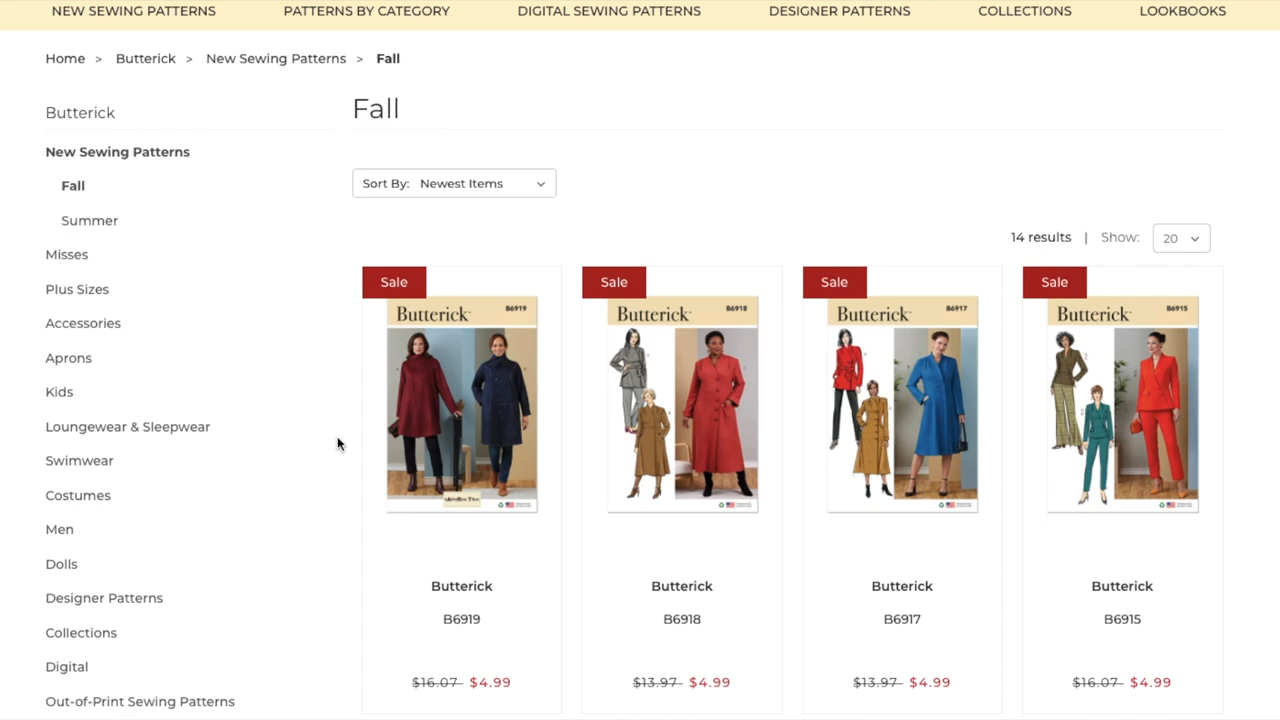 NEW SEWING PATTERNS PATTERNS BY CATEGORY DIGITAL SEWING PATTERNS DESIGNER PATTERNS COLLECTIONS LOOKBOOKS
Home > Butterick > New Sewing Patterns > Fall
Butterick
New Sewing Patterns
Fall
Summer
Misses
Plus Sizes
Accessories
Aprons
Kids
Loungewear & Sleepwear
Swimwear
Costumes
Men
Dolls
Designer Patterns
Collections
Digital
Out-of-Print Sewing Patterns
Fall
Sort By: Newest Items
14 results | Show: 20
Sale
Butterick B6919
Butterick
B6919
$16.07 $4.99
Sale
Butterick B6918
Butterick
B6918
$13.97 $4.99
Sale
Butterick B6917
Butterick
B6917
$13.97 $4.99
Sale
Butterick B6915
Butterick
B6915
$16.07 $4.99